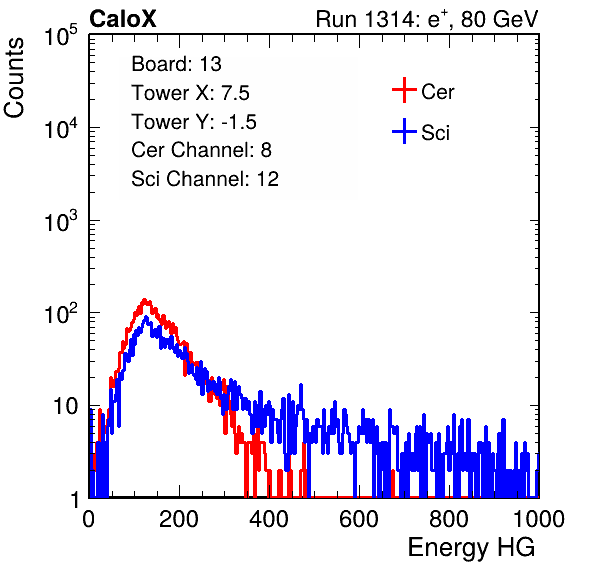 CaloX Run 1314: e⁺, 80 GeV
Board: 13
Tower X: 7.5
Tower Y: -1.5
Cer Channel: 8
Sci Channel: 12
Cer
Sci
Counts
10⁵
10⁴
10³
10²
10
1
0 200 400 600 800 1000
Energy HG